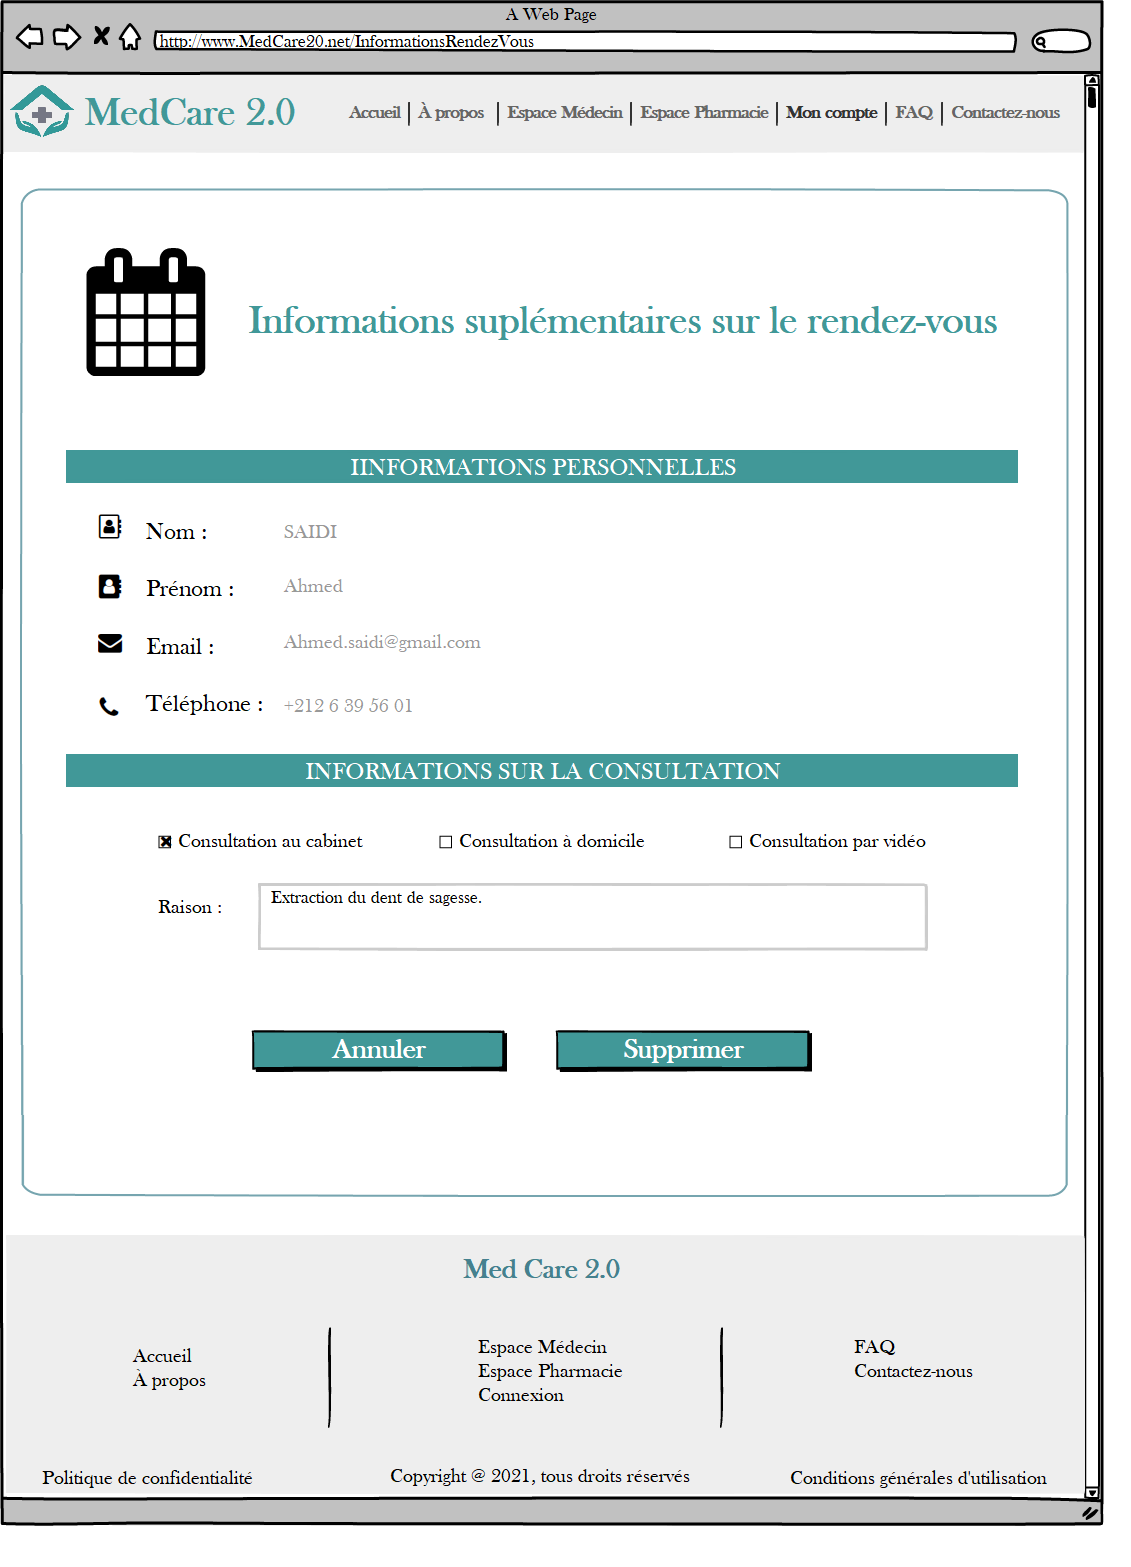 A Web Page
http://www.MedCare20.net/InformationsRendezVous
MedCare 2.0
Accueil | À propos | Espace Médecin | Espace Pharmacie | Mon compte | FAQ | Contactez-nous
Informations suplémentaires sur le rendez-vous
IINFORMATIONS PERSONNELLES
Nom : SAIDI
Prénom : Ahmed
Email : Ahmed.saidi@gmail.com
Téléphone : +212 6 39 56 01
INFORMATIONS SUR LA CONSULTATION
Consultation au cabinet Consultation à domicile Consultation par vidéo
Raison : Extraction du dent de sagesse.
Annuler Supprimer
Med Care 2.0
Accueil
À propos
Espace Médecin
Espace Pharmacie
Connexion
FAQ
Contactez-nous
Politique de confidentialité Copyright @ 2021, tous droits réservés Conditions générales d'utilisation